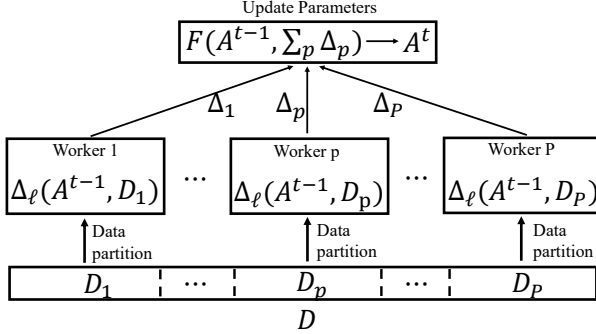 Update Parameters
F(A^{t-1}, ∑_p Δ_p) ⟶ A^t
Δ_1 Δ_p Δ_P
Worker 1 Worker p Worker P
Δ_ℓ(A^{t-1}, D_1) ... Δ_ℓ(A^{t-1}, D_p) ... Δ_ℓ(A^{t-1}, D_P)
Data Data Data
partition partition partition
D_1 ... D_p ... D_P
D